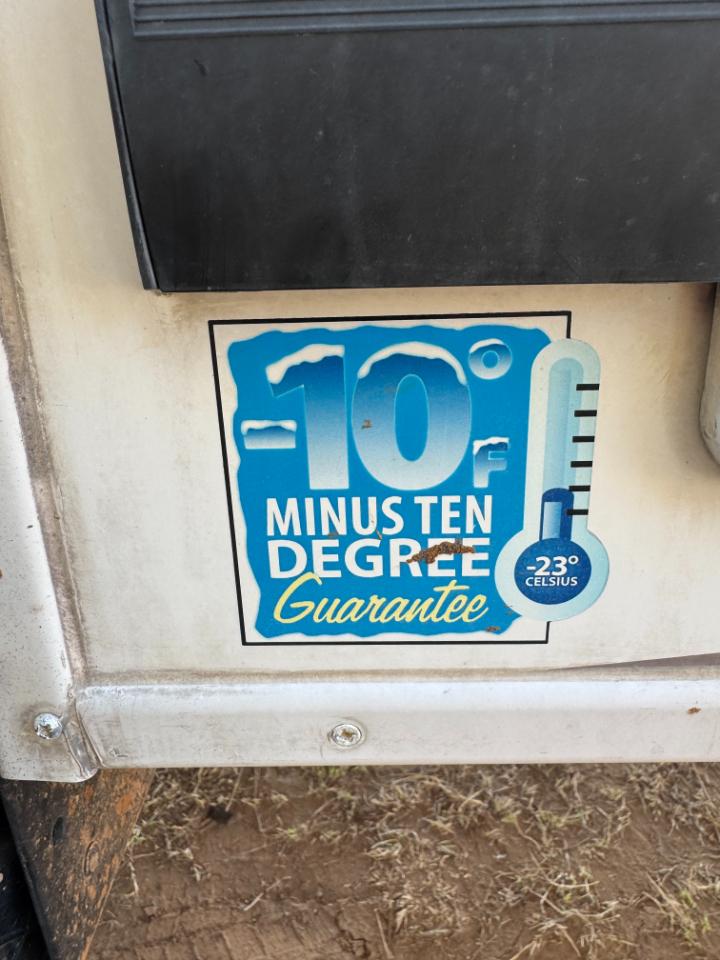 -10°F
MINUS TEN
DEGREE
Guarantee
-23°
CELSIUS